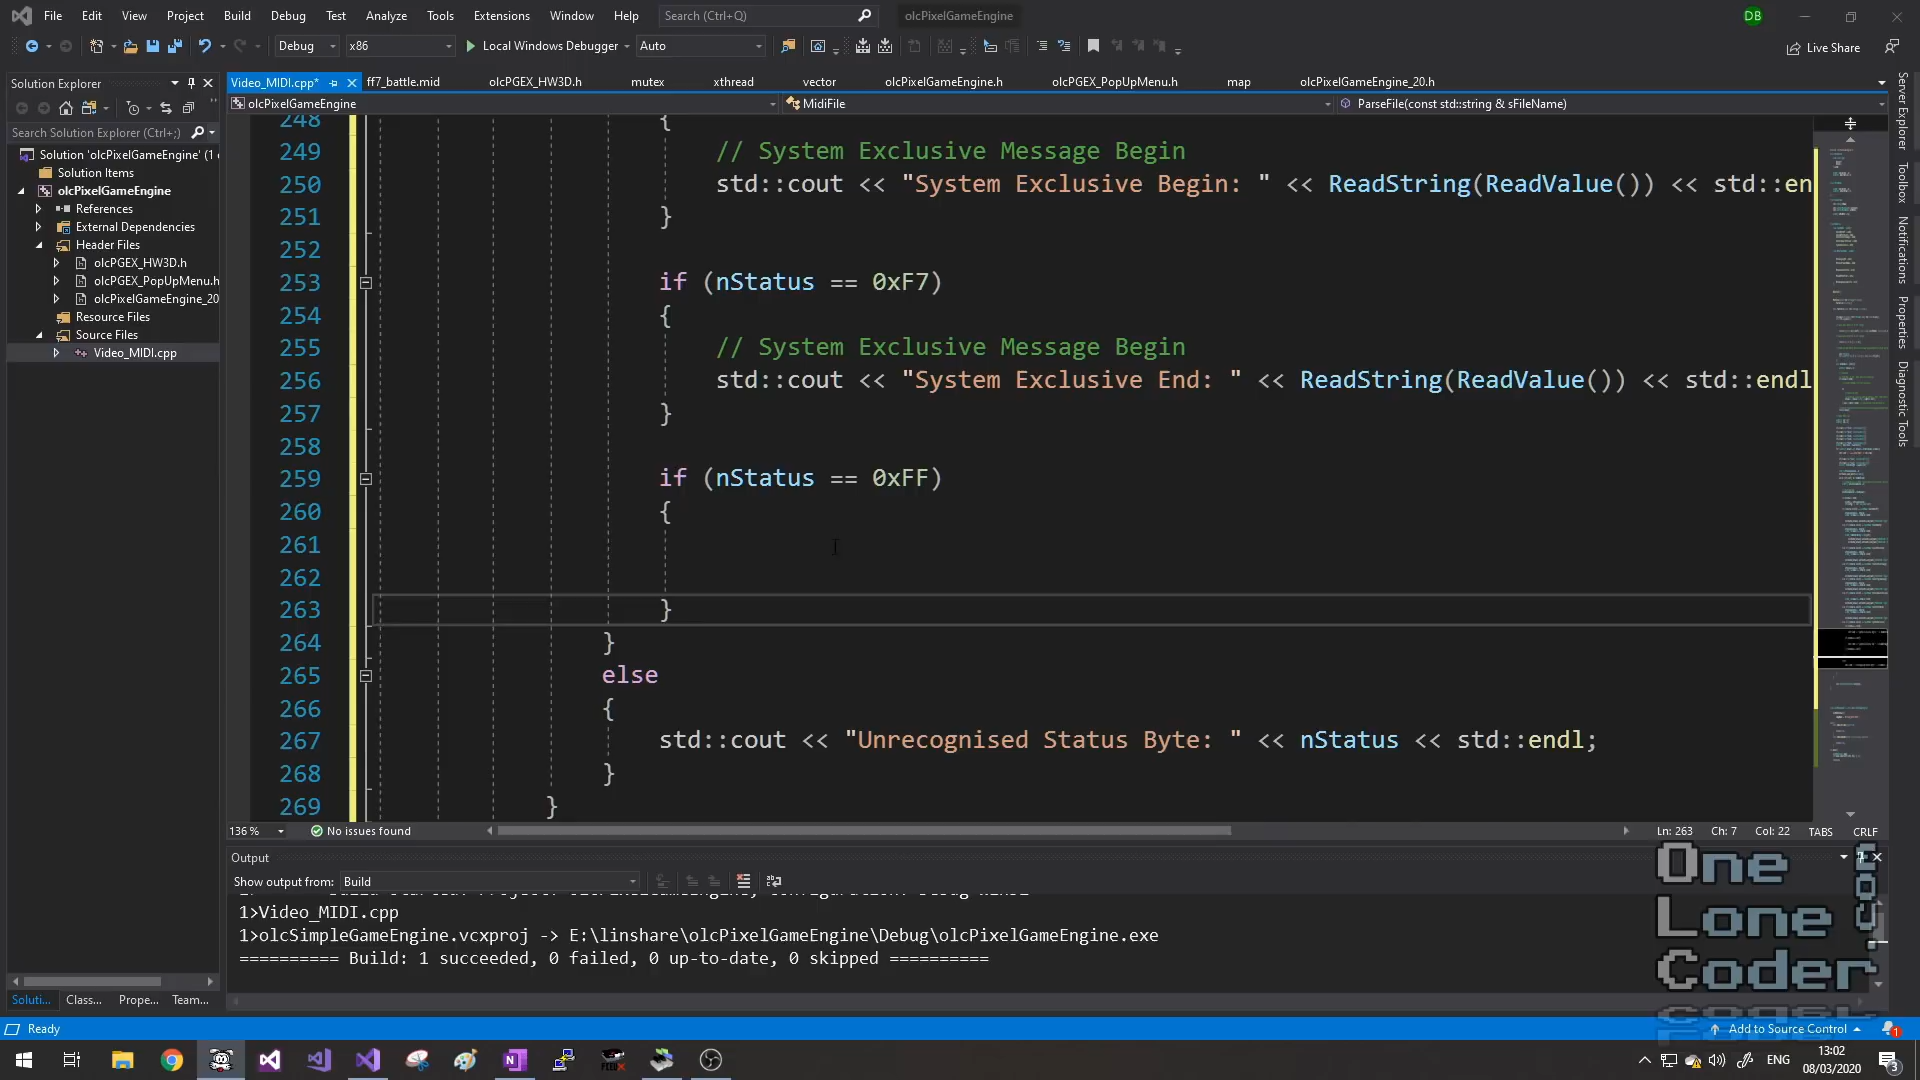 File Edit View Project Build Debug Test Analyze Tools Extensions Window Help Search (Ctrl+Q) olcPixelGameEngine DB
Debug x86 Local Windows Debugger Auto Live Share
Solution Explorer
Video_MIDI.cpp* ff7_battle.mid olcPGEX_HW3D.h mutex xthread vector olcPixelGameEngine.h olcPGEX_PopUpMenu.h map olcPixelGameEngine_20.h
olcPixelGameEngine MidiFile ParseFile(const std::string & sFileName)
Search Solution Explorer (Ctrl+;)
Solution 'olcPixelGameEngine' (1
Solution Items
olcPixelGameEngine
References
External Dependencies
Header Files
olcPGEX_HW3D.h
olcPGEX_PopUpMenu.h
olcPixelGameEngine_20
Resource Files
Source Files
Video_MIDI.cpp
248 {
249 // System Exclusive Message Begin
250 std::cout << "System Exclusive Begin: " << ReadString(ReadValue()) << std::en
251 }
252
253 if (nStatus == 0xF7)
254 {
255 // System Exclusive Message Begin
256 std::cout << "System Exclusive End: " << ReadString(ReadValue()) << std::endl
257 }
258
259 if (nStatus == 0xFF)
260 {
261
262
263 }
264 }
265 else
266 {
267 std::cout << "Unrecognised Status Byte: " << nStatus << std::endl;
268 }
269 }
136 % No issues found Ln: 263 Ch: 7 Col: 22 TABS CRLF
Server Explorer
Toolbox
Notifications
Properties
Diagnostic Tools
Output
Show output from: Build
1>Video_MIDI.cpp
1>olcSimpleGameEngine.vcxproj -> E:\linshare\olcPixelGameEngine\Debug\olcPixelGameEngine.exe
========== Build: 1 succeeded, 0 failed, 0 up-to-date, 0 skipped ==========
One
Lone
Coder
.com
Soluti... Class... Prope... Team...
Ready Add to Source Control 1
ENG 13:02
08/03/2020 3